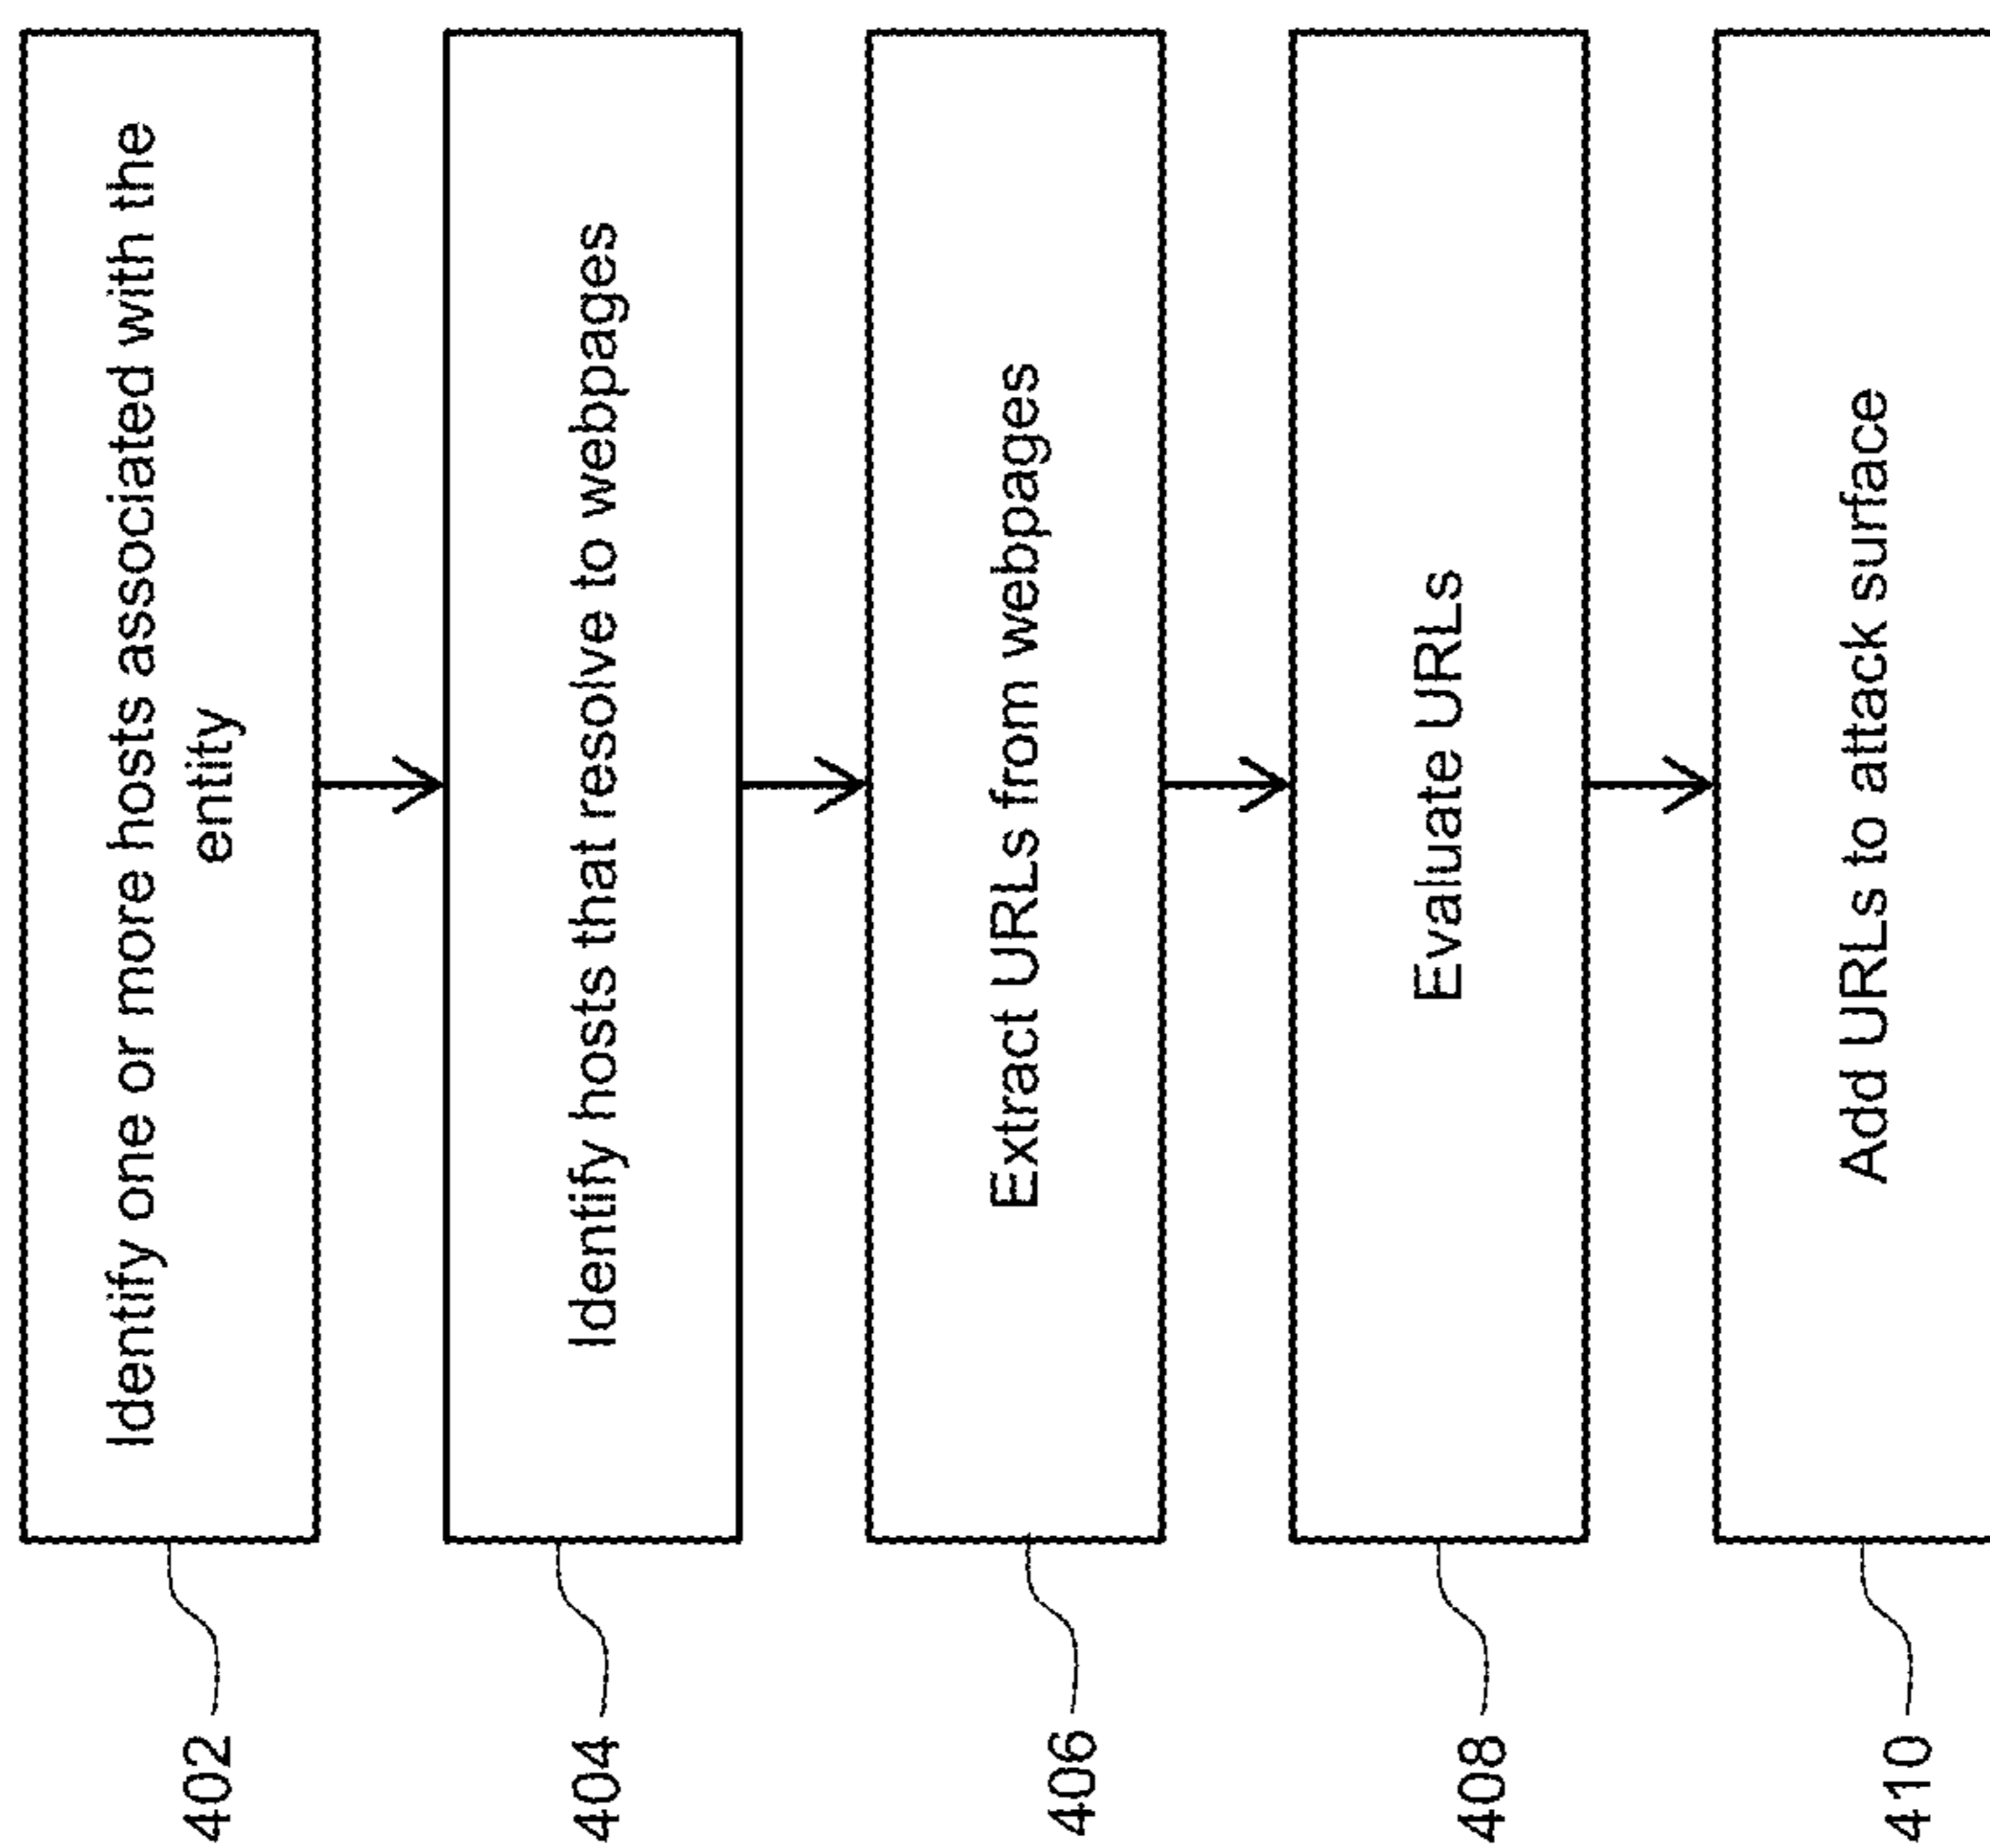 402
Identify one or more hosts associated with the
entity
404
Identify hosts that resolve to webpages
406
Extract URLs from webpages
408
Evaluate URLs
410
Add URLs to attack surface